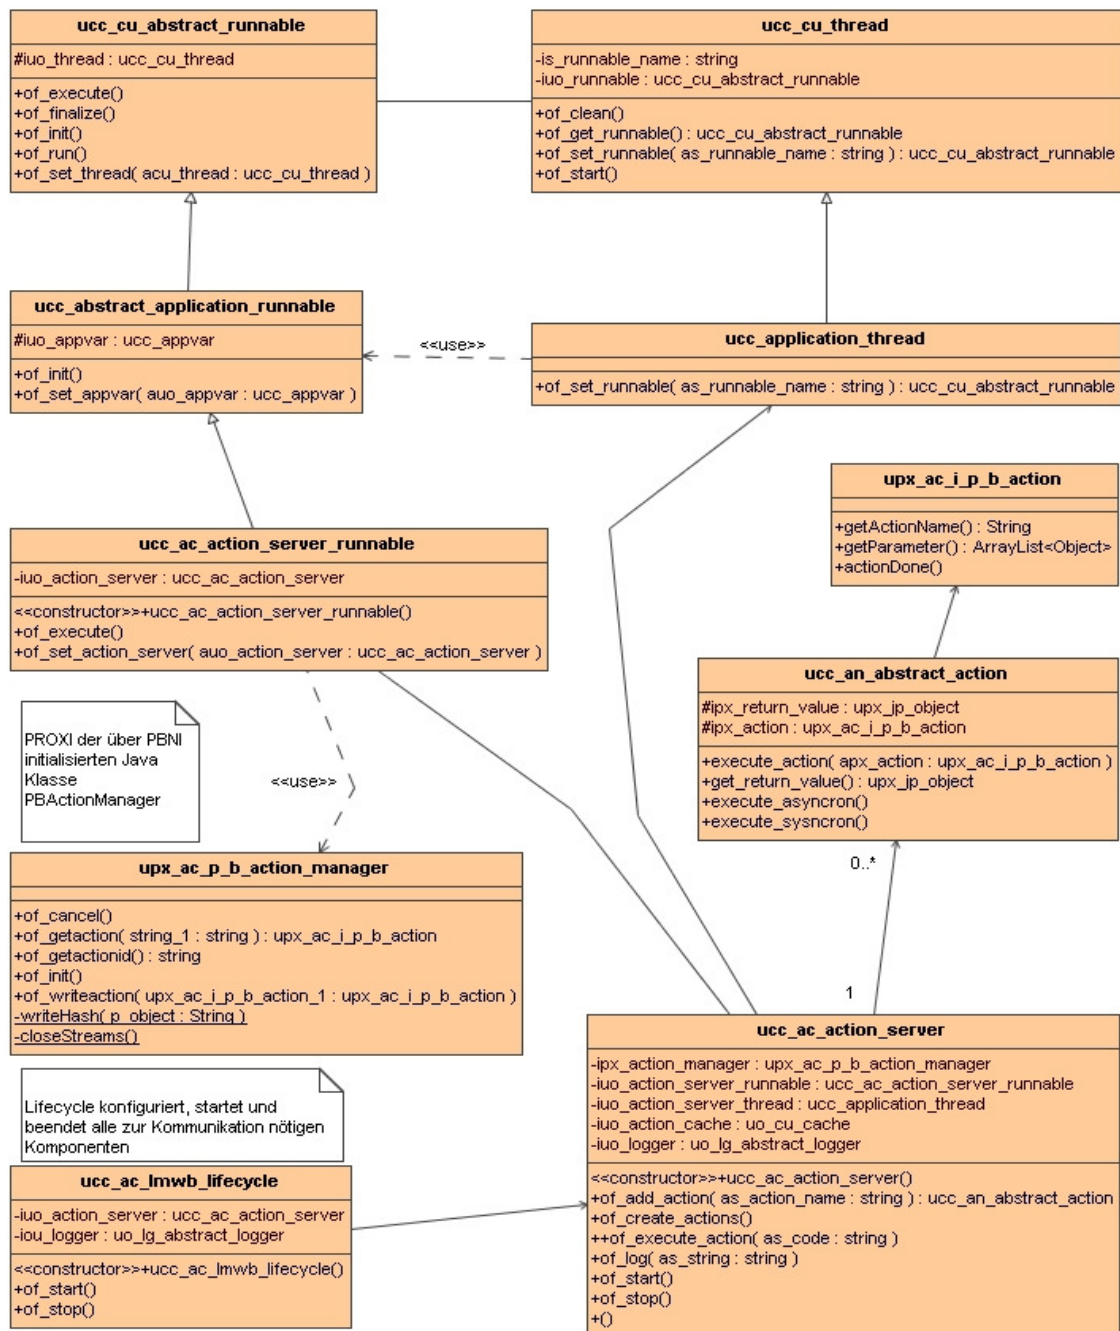 ucc_cu_abstract_runnable
#iuo_thread : ucc_cu_thread
+of_execute()
+of_finalize()
+of_init()
+of_run()
+of_set_thread( acu_thread : ucc_cu_thread )
ucc_cu_thread
-is_runnable_name : string
-iuo_runnable : ucc_cu_abstract_runnable
+of_clean()
+of_get_runnable() : ucc_cu_abstract_runnable
+of_set_runnable( as_runnable_name : string ) : ucc_cu_abstract_runnable
+of_start()
ucc_abstract_application_runnable
#iuo_appvar : ucc_appvar
+of_init()
+of_set_appvar( auo_appvar : ucc_appvar )
<<use>>
ucc_application_thread
+of_set_runnable( as_runnable_name : string ) : ucc_cu_abstract_runnable
upx_ac_i_p_b_action
+getActionName() : String
+getParameter() : ArrayList<Object>
+actionDone()
ucc_ac_action_server_runnable
-iuo_action_server : ucc_ac_action_server
<<constructor>>+ucc_ac_action_server_runnable()
+of_execute()
+of_set_action_server( auo_action_server : ucc_ac_action_server )
ucc_an_abstract_action
#ipx_return_value : upx_jp_object
#ipx_action : upx_ac_i_p_b_action
+execute_action( apx_action : upx_ac_i_p_b_action )
+get_return_value() : upx_jp_object
+execute_asyncron()
+execute_sysncron()
PROXI der über PBNI
initialisierten Java
Klasse
PBActionManager
<<use>>
upx_ac_p_b_action_manager
+of_cancel()
+of_getaction( string_1 : string ) : upx_ac_i_p_b_action
+of_getactionid() : string
+of_init()
+of_writeaction( upx_ac_i_p_b_action_1 : upx_ac_i_p_b_action )
-writeHash( p_object : String )
-closeStreams()
0..*
1
ucc_ac_action_server
-ipx_action_manager : upx_ac_p_b_action_manager
-iuo_action_server_runnable : ucc_ac_action_server_runnable
-iuo_action_server_thread : ucc_application_thread
-iuo_action_cache : uo_cu_cache
-iuo_logger : uo_lg_abstract_logger
<<constructor>>+ucc_ac_action_server()
+of_add_action( as_action_name : string ) : ucc_an_abstract_action
+of_create_actions()
++of_execute_action( as_code : string )
+of_log( as_string : string )
+of_start()
+of_stop()
+()
Lifecycle konfiguriert, startet und
beendet alle zur Kommunikation nötigen
Komponenten
ucc_ac_lmwb_lifecycle
-iuo_action_server : ucc_ac_action_server
-iou_logger : uo_lg_abstract_logger
<<constructor>>+ucc_ac_lmwb_lifecycle()
+of_start()
+of_stop()